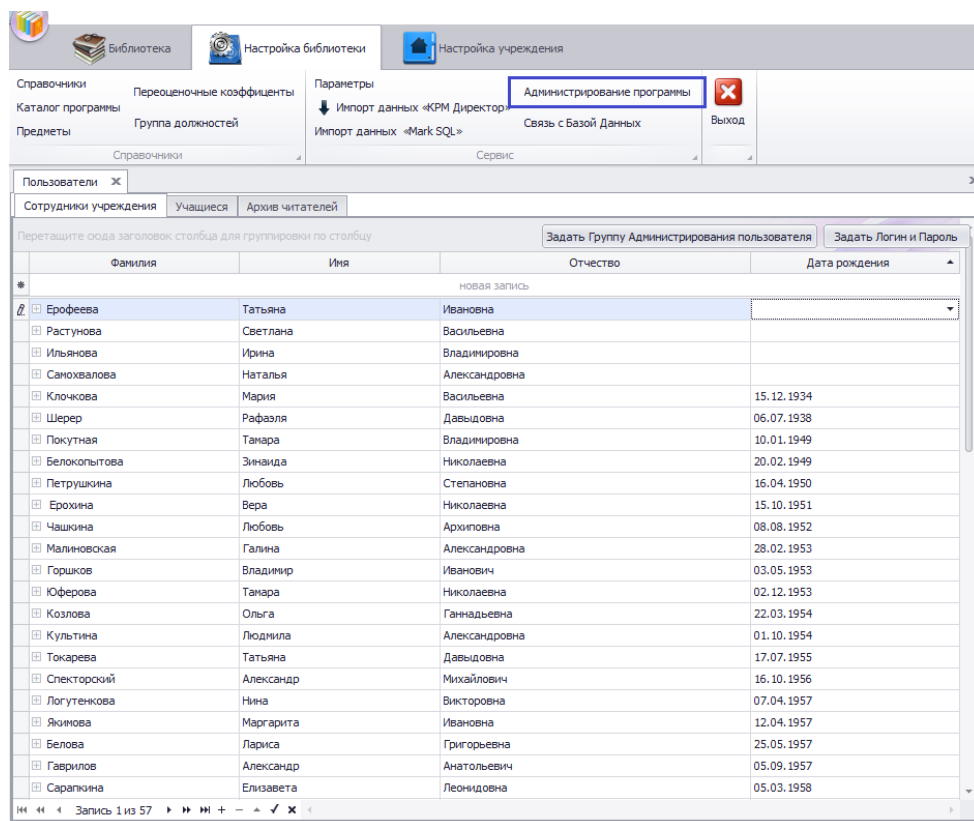 Библиотека Настройка библиотеки Настройка учреждения
Справочники Переоценочные коэффиценты Параметры Администрирование программы
Каталог программы Импорт данных «КРМ Директор»
Предметы Группа должностей Импорт данных «Mark SQL» Связь с Базой Данных Выход
Справочники Сервис
Пользователи
Сотрудники учреждения Учащиеся Архив читателей
Перетащите сюда заголовок столбца для группировки по столбцу Задать Группу Администрирования пользователя Задать Логин и Пароль
Фамилия Имя Отчество Дата рождения
новая запись
Ерофеева Татьяна Ивановна
Растунова Светлана Васильевна
Ильянова Ирина Владимировна
Самохвалова Наталья Александровна
Клочкова Мария Васильевна 15.12.1934
Шерер Рафаэля Давыдовна 06.07.1938
Покутная Тамара Владимировна 10.01.1949
Белокопытова Зинаида Николаевна 20.02.1949
Петрушкина Любовь Степановна 16.04.1950
Ерохина Вера Николаевна 15.10.1951
Чашкина Любовь Архиповна 08.08.1952
Малиновская Галина Александровна 28.02.1953
Горшков Владимир Иванович 03.05.1953
Юферова Тамара Николаевна 02.12.1953
Козлова Ольга Ганнадьевна 22.03.1954
Культина Людмила Александровна 01.10.1954
Токарева Татьяна Давыдовна 17.07.1955
Спекторский Александр Михайлович 16.10.1956
Логутенкова Нина Викторовна 07.04.1957
Якимова Маргарита Ивановна 12.04.1957
Белова Лариса Григорьевна 25.05.1957
Гаврилов Александр Анатольевич 05.09.1957
Сарапкина Елизавета Леонидовна 05.03.1958
Запись 1 из 57